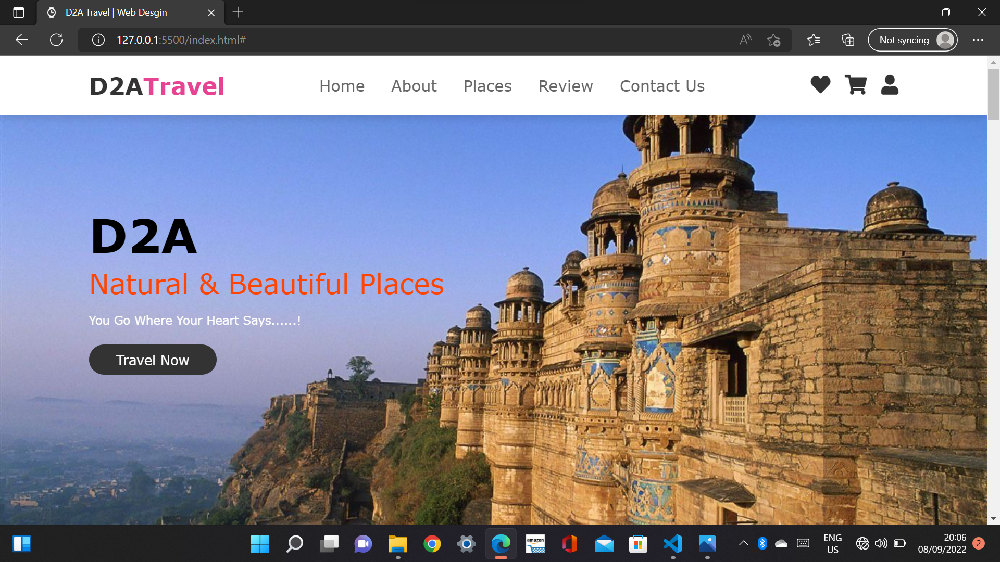 D2A Travel | Web Desgin
127.0.0.1:5500/index.html#
Not syncing
D2ATravel
Home
About
Places
Review
Contact Us
D2A
Natural & Beautiful Places
You Go Where Your Heart Says......!
Travel Now
amazon
ENG
US
20:06
08/09/2022
2